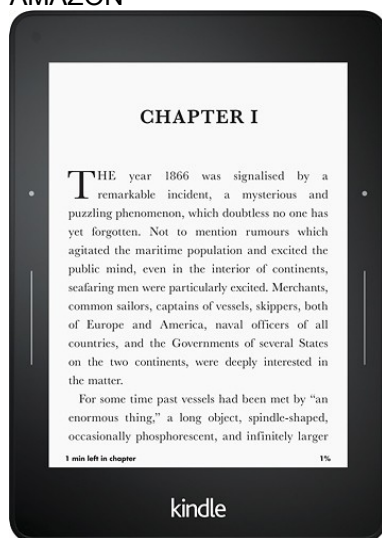 AMAZON
CHAPTER I
THE year 1866 was signalised by a
remarkable incident, a mysterious and
puzzling phenomenon, which doubtless no one has
yet forgotten. Not to mention rumours which
agitated the maritime population and excited the
public mind, even in the interior of continents,
seafaring men were particularly excited. Merchants,
common sailors, captains of vessels, skippers, both
of Europe and America, naval officers of all
countries, and the Governments of several States
on the two continents, were deeply interested in
the matter.
For some time past vessels had been met by “an
enormous thing,” a long object, spindle-shaped,
occasionally phosphorescent, and infinitely larger
1 min left in chapter 1%
kindle